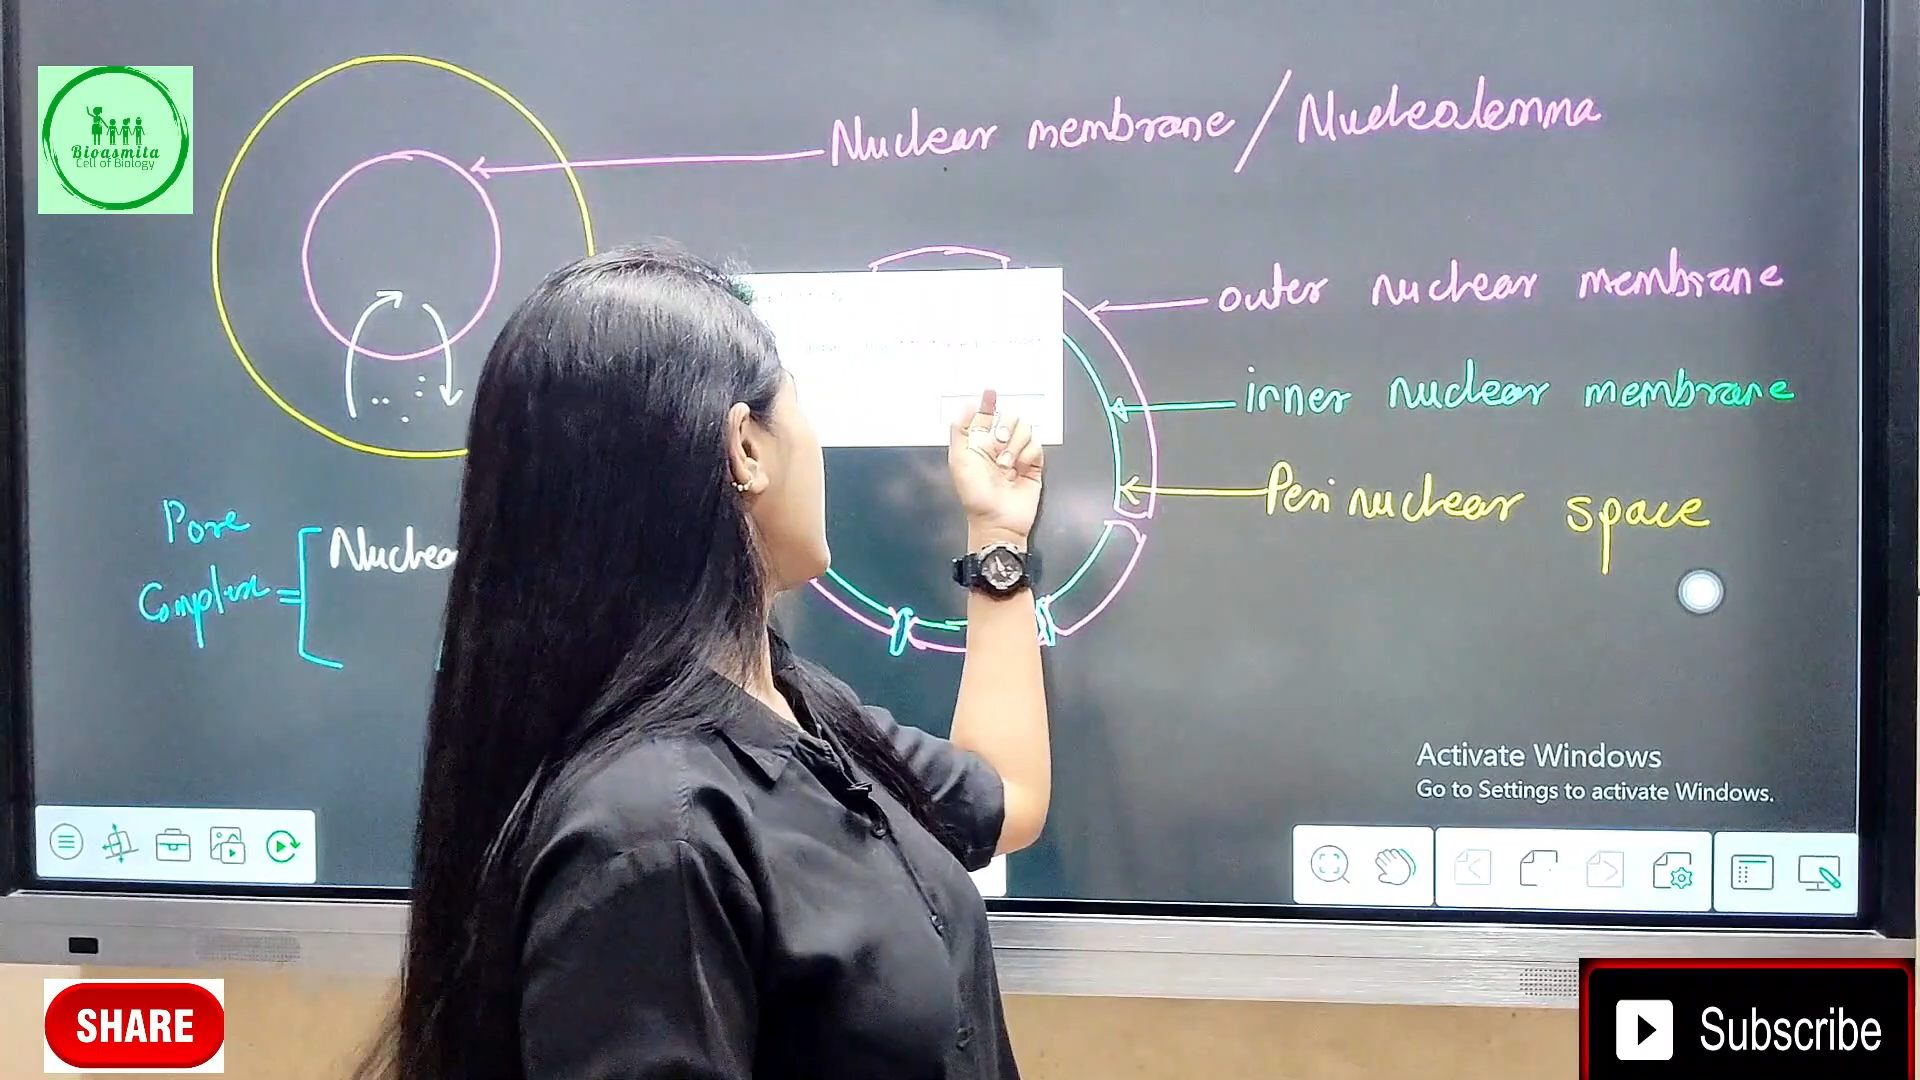 Bioasmita
Cell of Biology
Nuclear membrane / Nucleolemma
outer nuclear membrane
inner nuclear membrane
Peri nuclear space
Pore
Complex =
Nuclea
Activate Windows
Go to Settings to activate Windows.
SHARE
Subscribe